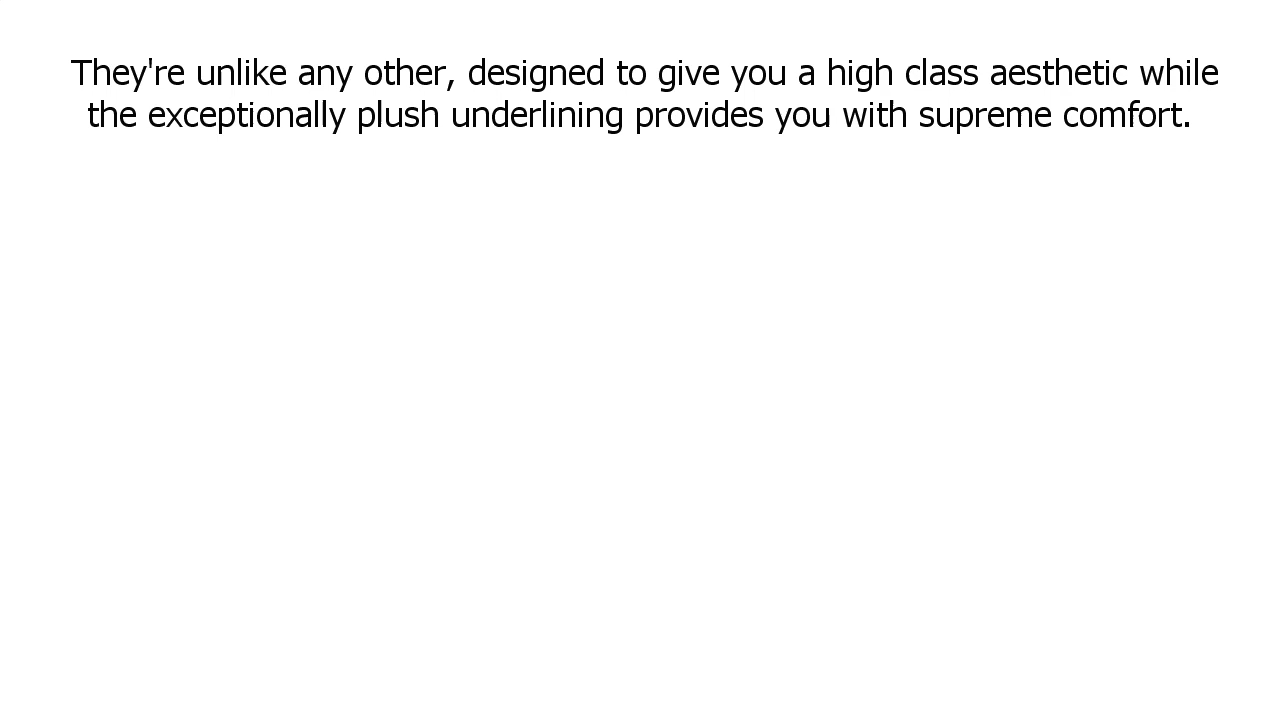 They're unlike any other, designed to give you a high class aesthetic while
the exceptionally plush underlining provides you with supreme comfort.